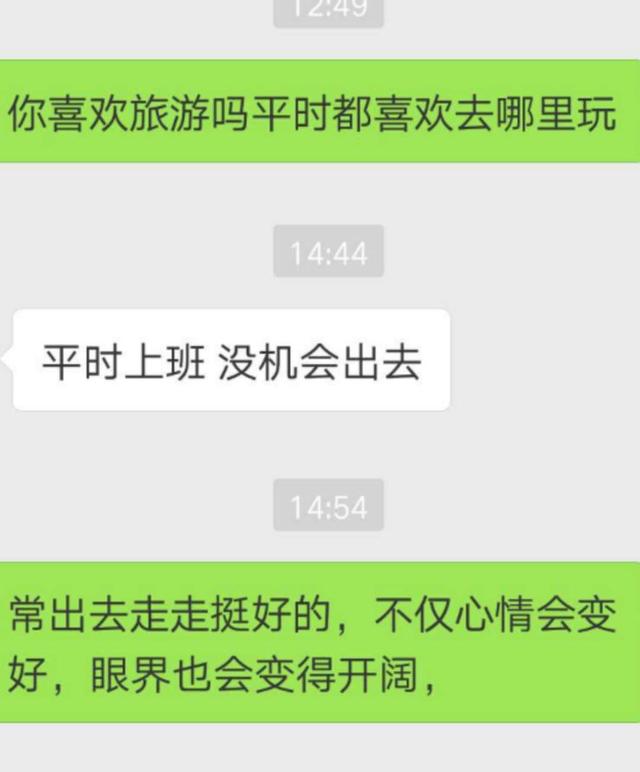 12:49
你喜欢旅游吗平时都喜欢去哪里玩
14:44
平时上班 没机会出去
14:54
常出去走走挺好的，不仅心情会变
好，眼界也会变得开阔，